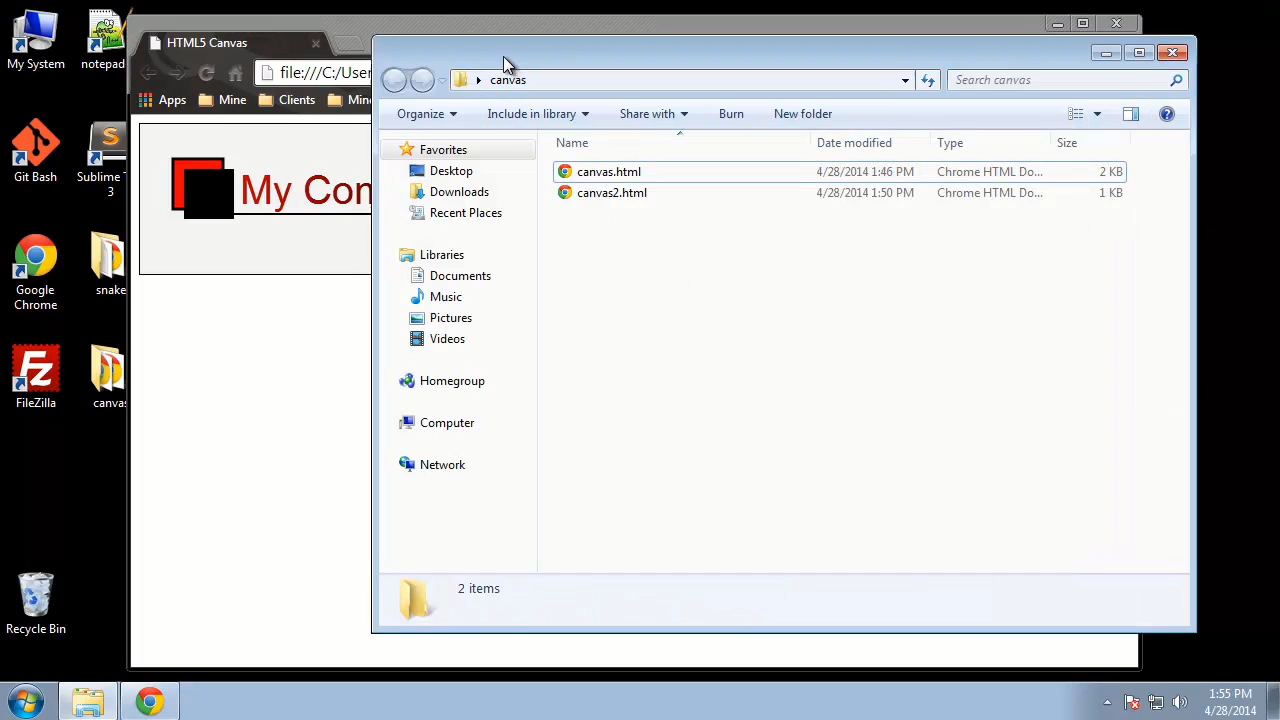 My System
notepad
Git Bash
Sublime T
3
Google
Chrome
snake
FileZilla
canvas
Recycle Bin
HTML5 Canvas
file:///C:/User
Apps
Mine
Clients
Min
My Con
canvas
Search canvas
Organize
Include in library
Share with
Burn
New folder
Favorites
Desktop
Downloads
Recent Places
Libraries
Documents
Music
Pictures
Videos
Homegroup
Computer
Network
Name Date modified Type Size
canvas.html 4/28/2014 1:46 PM Chrome HTML Do... 2 KB
canvas2.html 4/28/2014 1:50 PM Chrome HTML Do... 1 KB
2 items
1:55 PM
4/28/2014